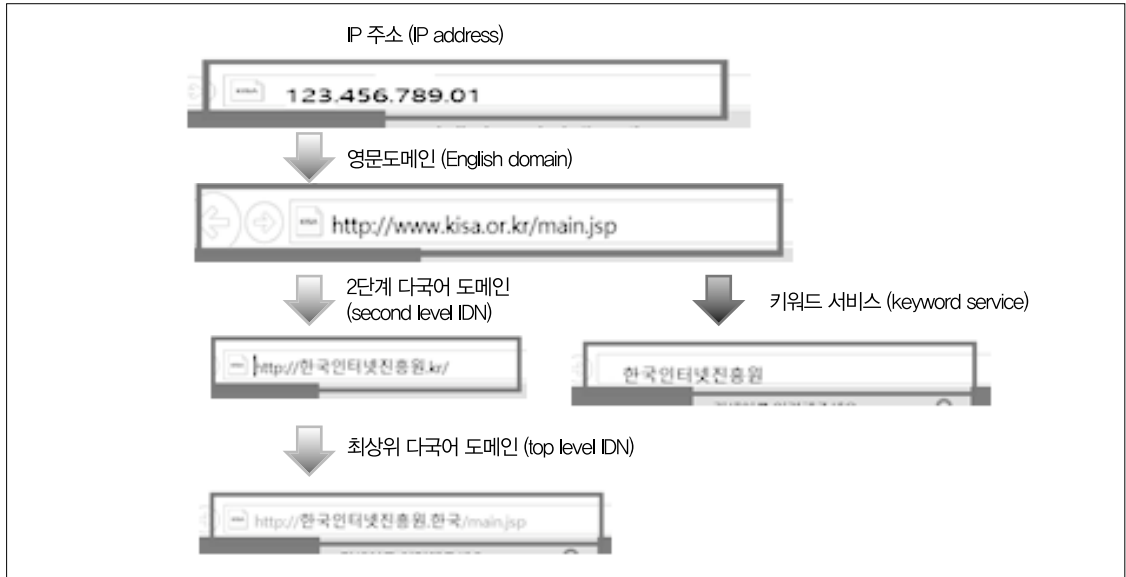 IP 주소 (IP address)
KISA
123.456.789.01
영문도메인 (English domain)
KISA
http://www.kisa.or.kr/main.jsp
2단계 다국어 도메인
(second level IDN)
키워드 서비스 (keyword service)
http://한국인터넷진흥원.kr/
한국인터넷진흥원
최상위 다국어 도메인 (top level IDN)
http://한국인터넷진흥원.한국/main.jsp